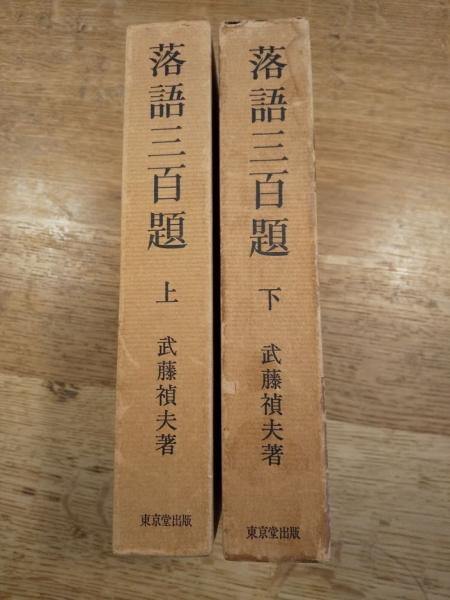 落語三百題
上
武藤禎夫著
東京堂出版
落語三百題
下
武藤禎夫著
東京堂出版